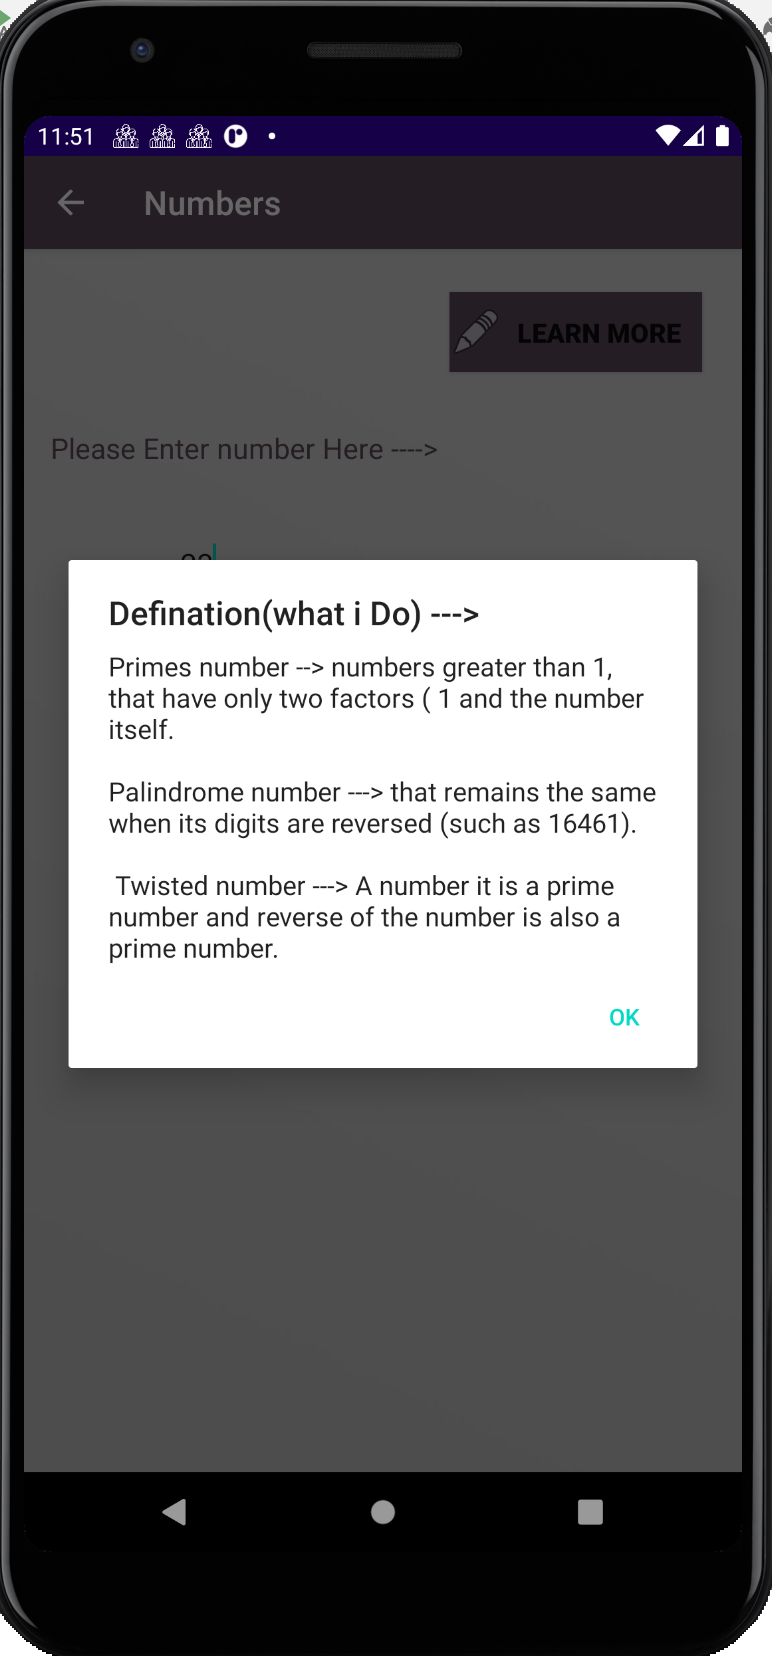 11:51
Numbers
LEARN MORE
Please Enter number Here ---->
Defination(what i Do) --->
Primes number --> numbers greater than 1,
that have only two factors ( 1 and the number
itself.
Palindrome number ---> that remains the same
when its digits are reversed (such as 16461).
Twisted number ---> A number it is a prime
number and reverse of the number is also a
prime number.
OK